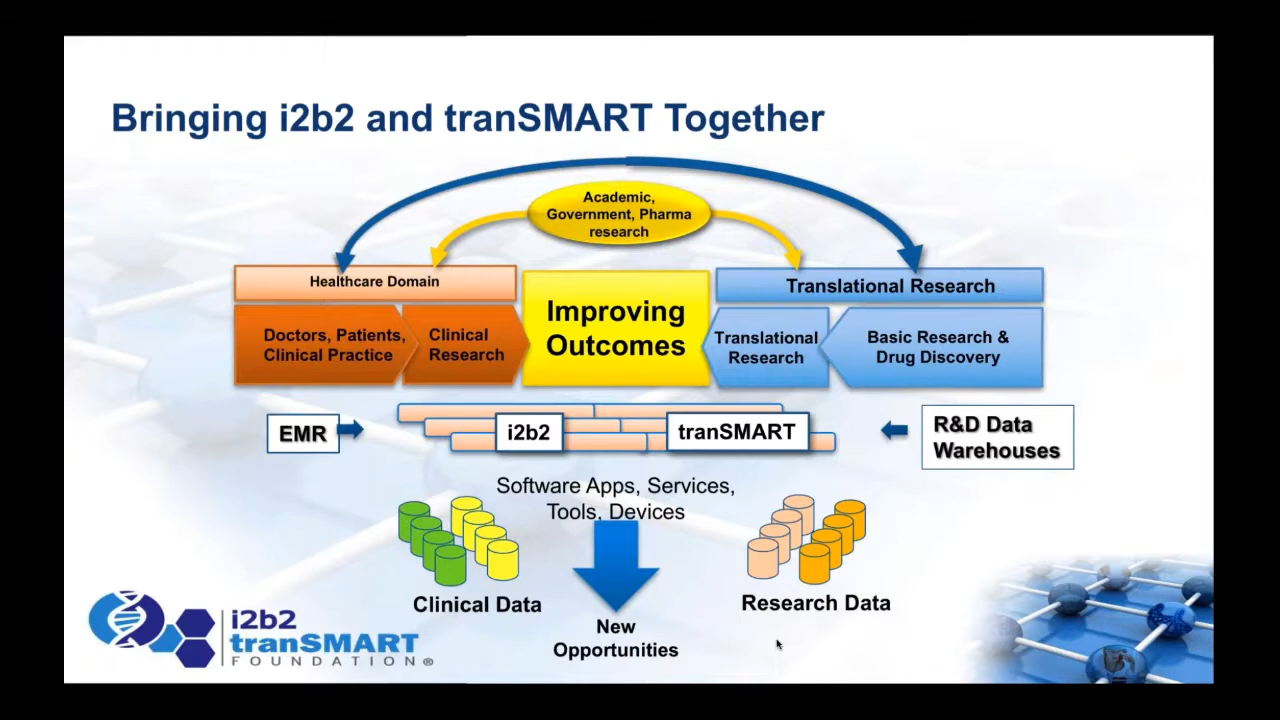 Bringing i2b2 and tranSMART Together
Academic,
Government, Pharma
research
Healthcare Domain
Translational Research
Doctors, Patients,
Clinical Practice
Clinical
Research
Improving
Outcomes
Translational
Research
Basic Research &
Drug Discovery
EMR
i2b2
tranSMART
R&D Data
Warehouses
Software Apps, Services,
Tools, Devices
Clinical Data
Research Data
New
Opportunities
i2b2
tranSMART
FOUNDATION®